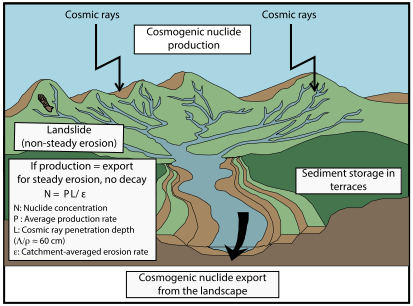 Cosmic rays
Cosmic rays
Cosmogenic nuclide
production
Landslide
(non-steady erosion)
If production = export
for steady erosion, no decay
N = PL/ε
N: Nuclide concentration
P : Average production rate
L: Cosmic ray penetration depth
(Λ/ρ ≈ 60 cm)
ε: Catchment-averaged erosion rate
Sediment storage in
terraces
Cosmogenic nuclide export
from the landscape